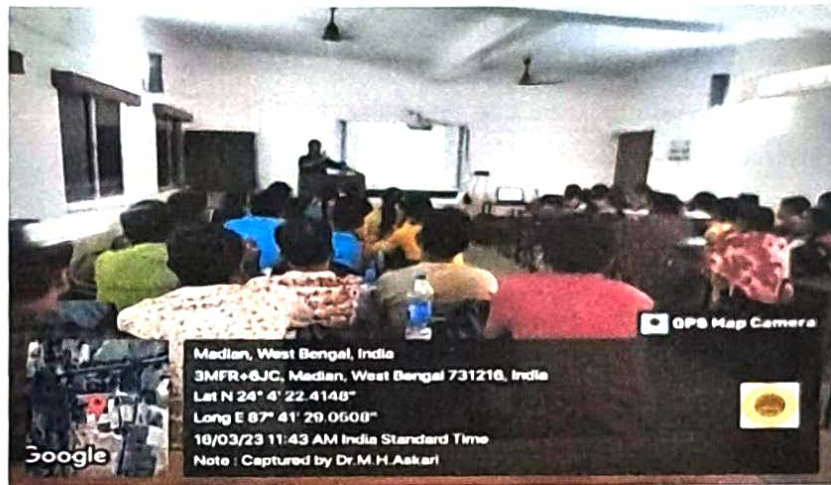 GPS Map Camera
Madian, West Bengal, India
3MFR+6JC, Madian, West Bengal 731216, India
Lat N 24° 4' 22.4148"
Long E 87° 41' 29.0508"
16/03/23 11:43 AM India Standard Time
Note : Captured by Dr.M.H.Askari
Google